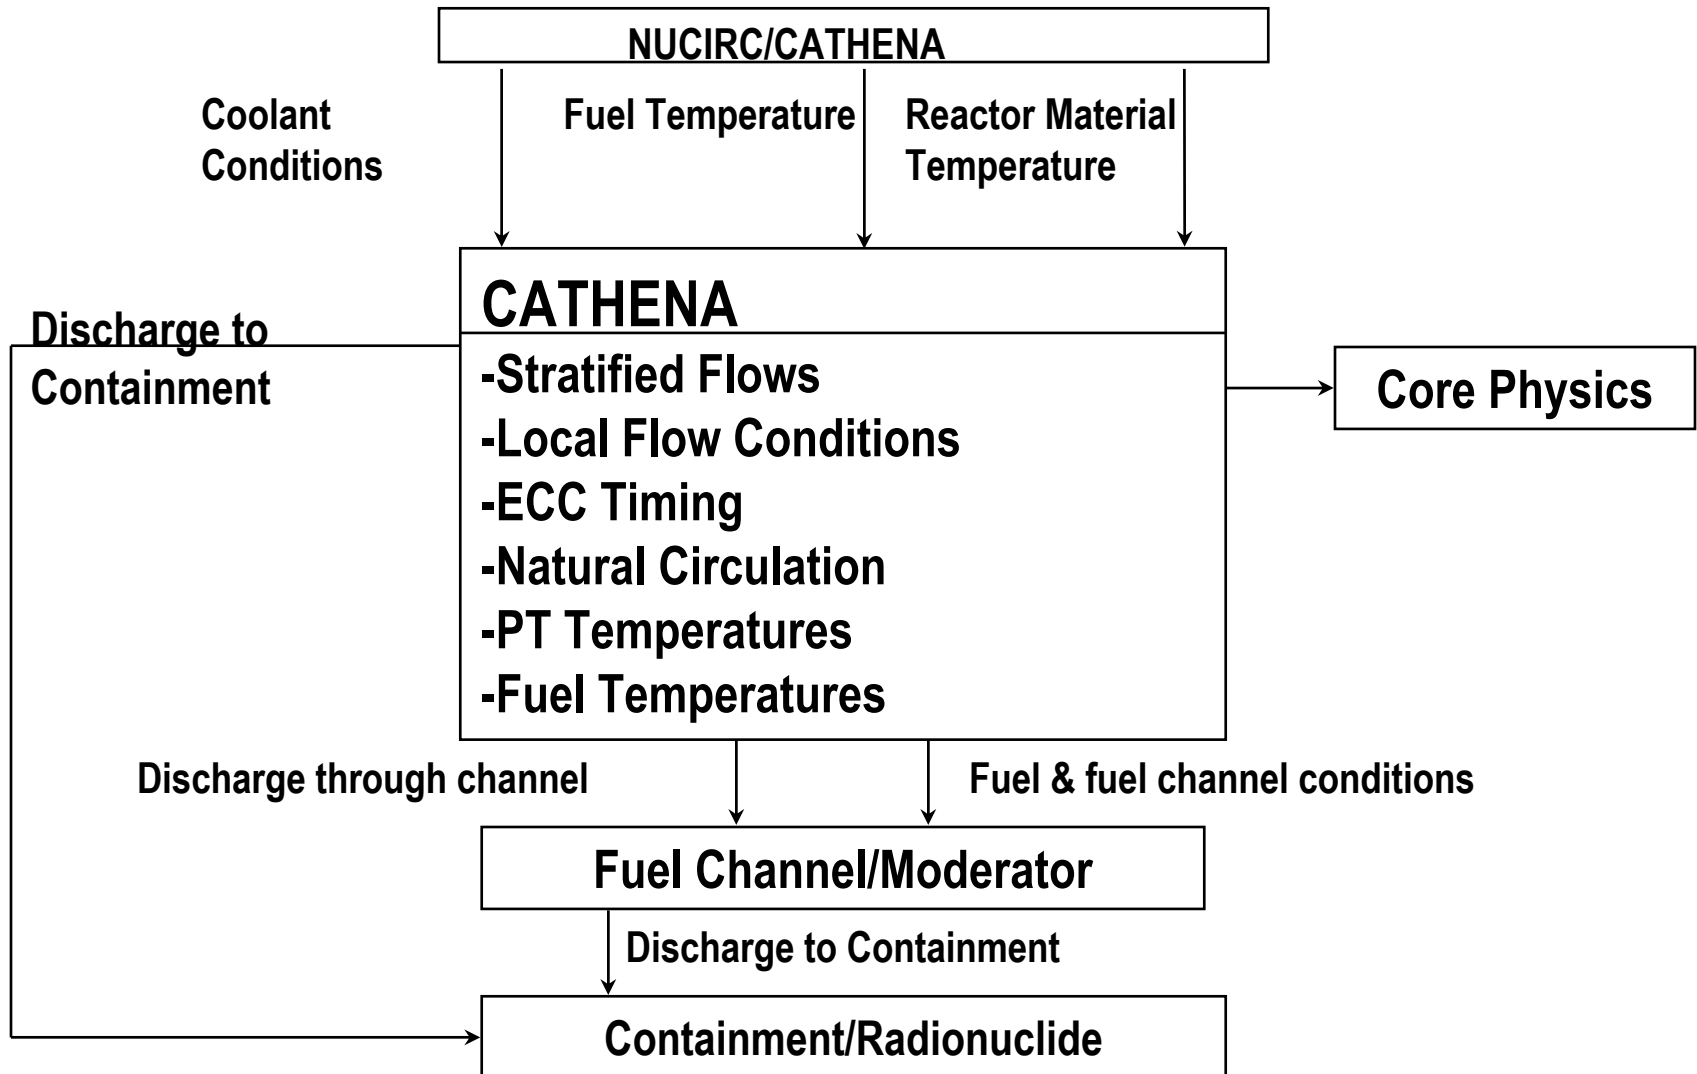 NUCIRC/CATHENA
Coolant
Conditions
Fuel Temperature
Reactor Material
Temperature
CATHENA
Discharge to
Containment
-Stratified Flows
-Local Flow Conditions
-ECC Timing
-Natural Circulation
-PT Temperatures
-Fuel Temperatures
Core Physics
Discharge through channel
Fuel & fuel channel conditions
Fuel Channel/Moderator
Discharge to Containment
Containment/Radionuclide